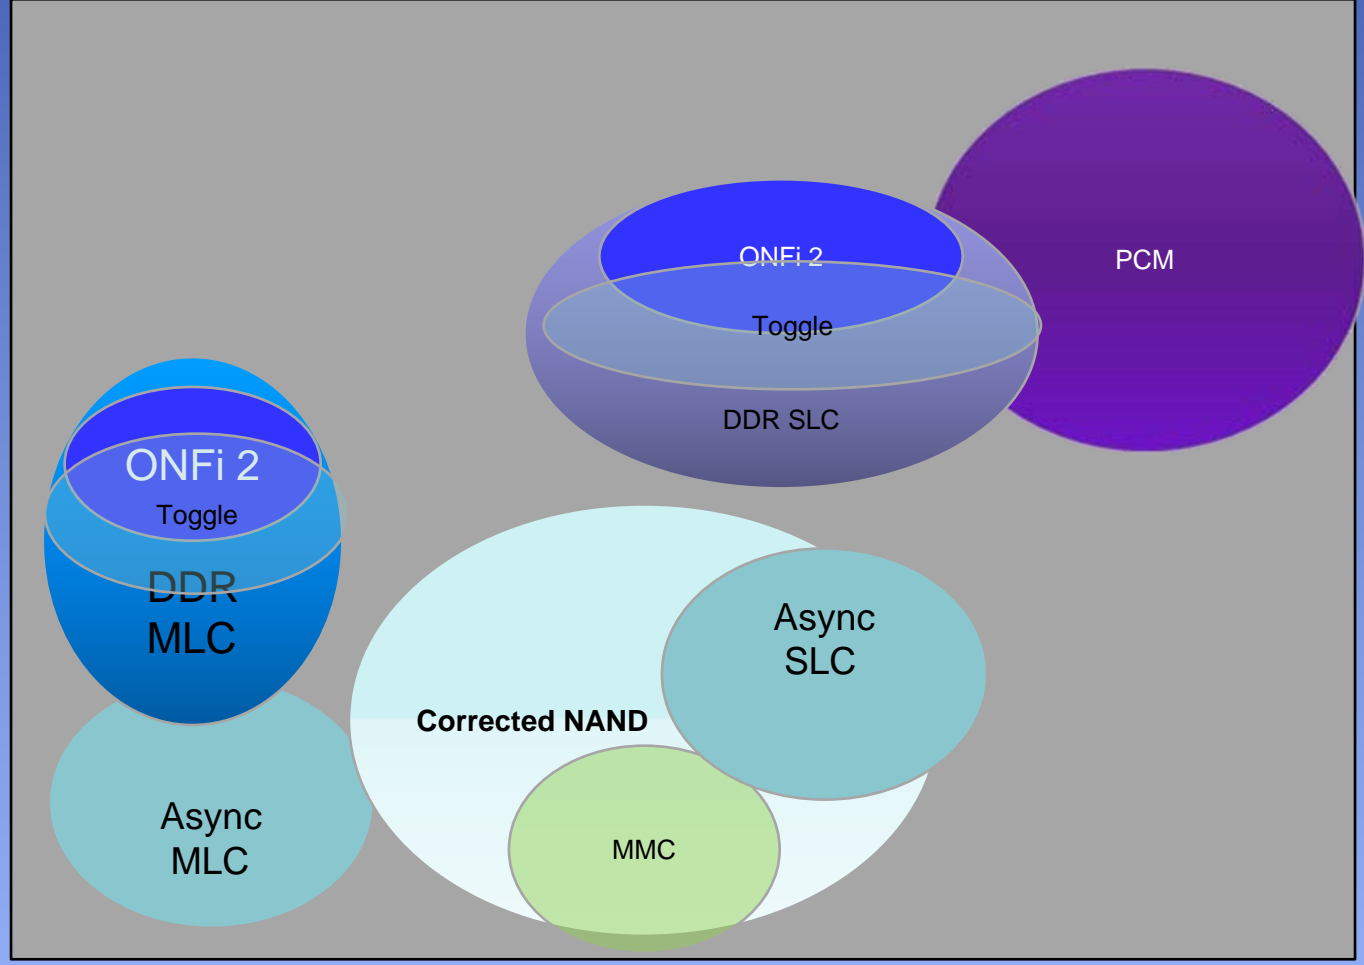 ONFi 2
PCM
Toggle
DDR SLC
ONFi 2
Toggle
DDR
MLC
Async
SLC
Corrected NAND
Async
MLC
MMC